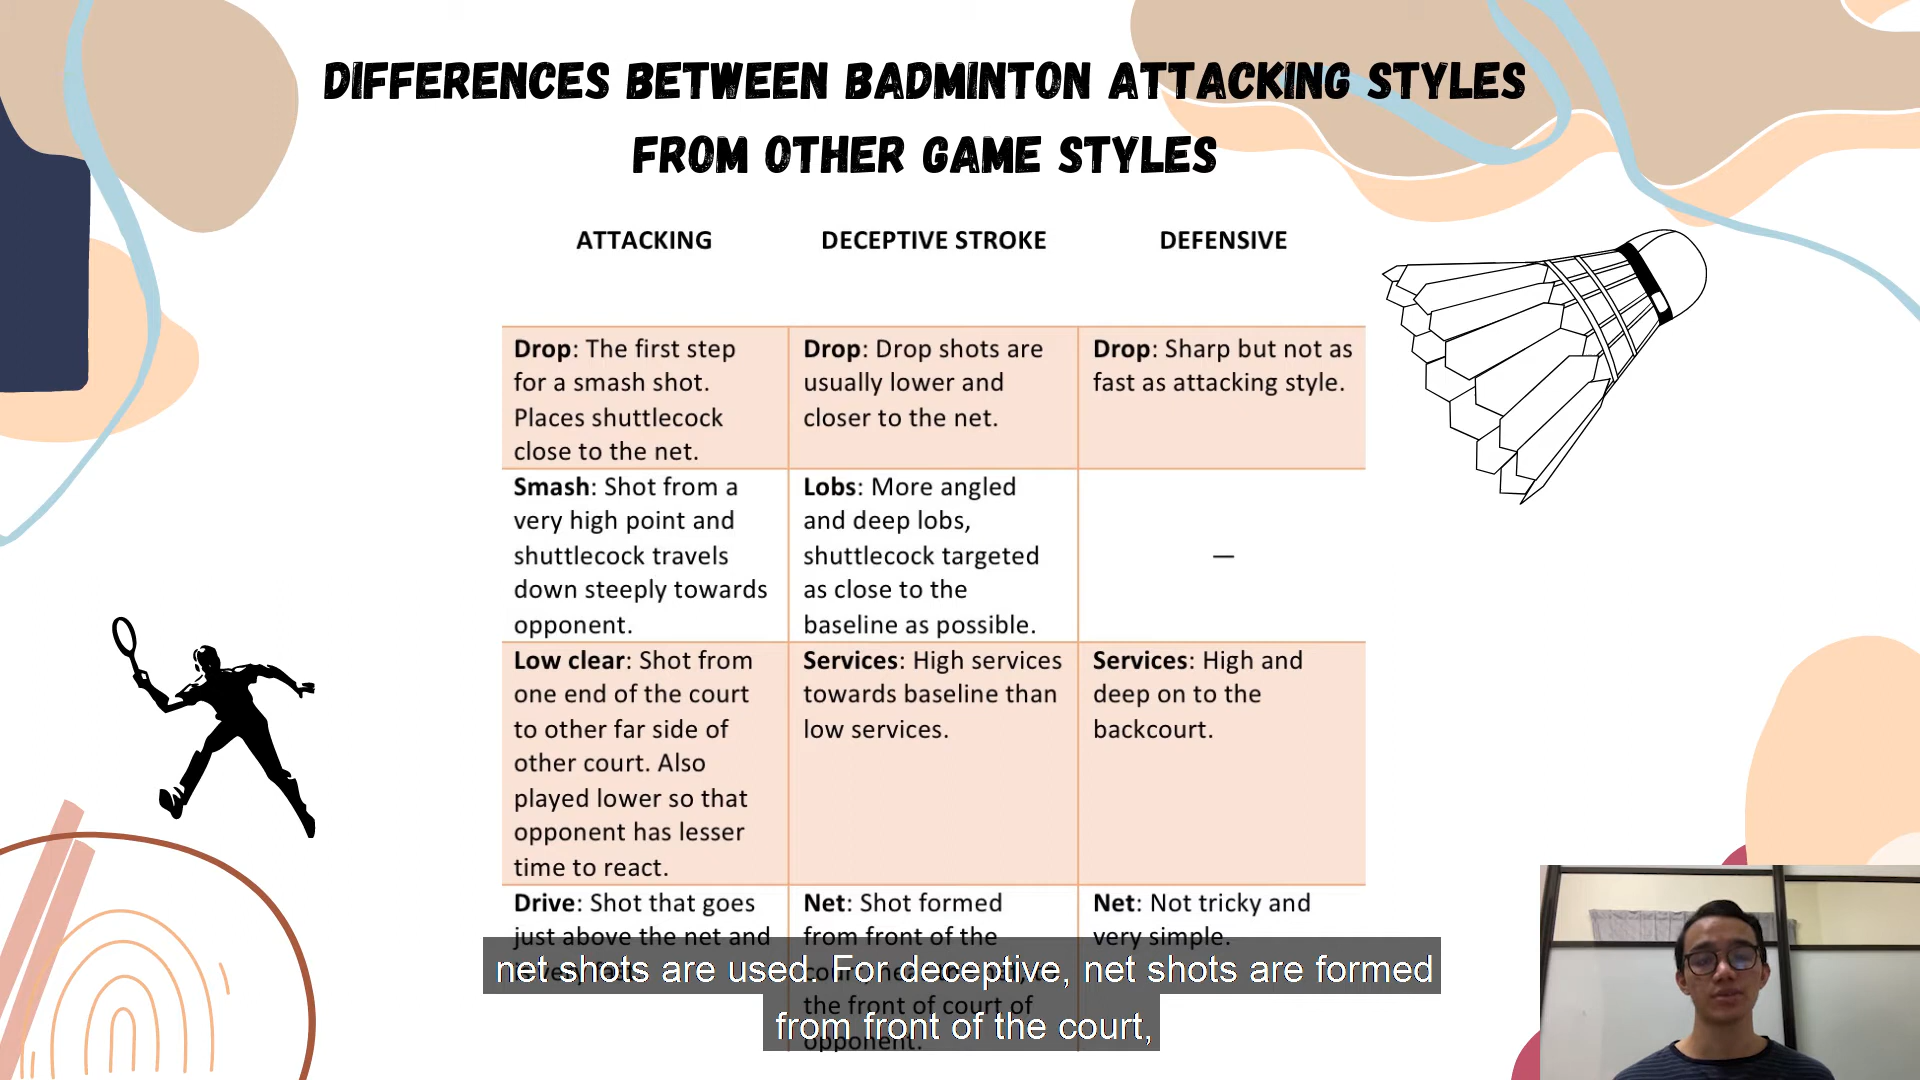 DIFFERENCES BETWEEN BADMINTON ATTACKING STYLES
FROM OTHER GAME STYLES
ATTACKING
DECEPTIVE STROKE
DEFENSIVE
Drop: The first step
for a smash shot.
Places shuttlecock
close to the net.
Drop: Drop shots are
usually lower and
closer to the net.
Drop: Sharp but not as
fast as attacking style.
Smash: Shot from a
very high point and
shuttlecock travels
down steeply towards
opponent.
Lobs: More angled
and deep lobs,
shuttlecock targeted
as close to the
baseline as possible.
—
Low clear: Shot from
one end of the court
to other far side of
other court. Also
played lower so that
opponent has lesser
time to react.
Services: High services
towards baseline than
low services.
Services: High and
deep on to the
backcourt.
Drive: Shot that goes
just above the net and
Net: Shot formed
from front of the
the front of court of
opponent.
Net: Not tricky and
very simple.
net shots are used. For deceptive, net shots are formed
from front of the court,